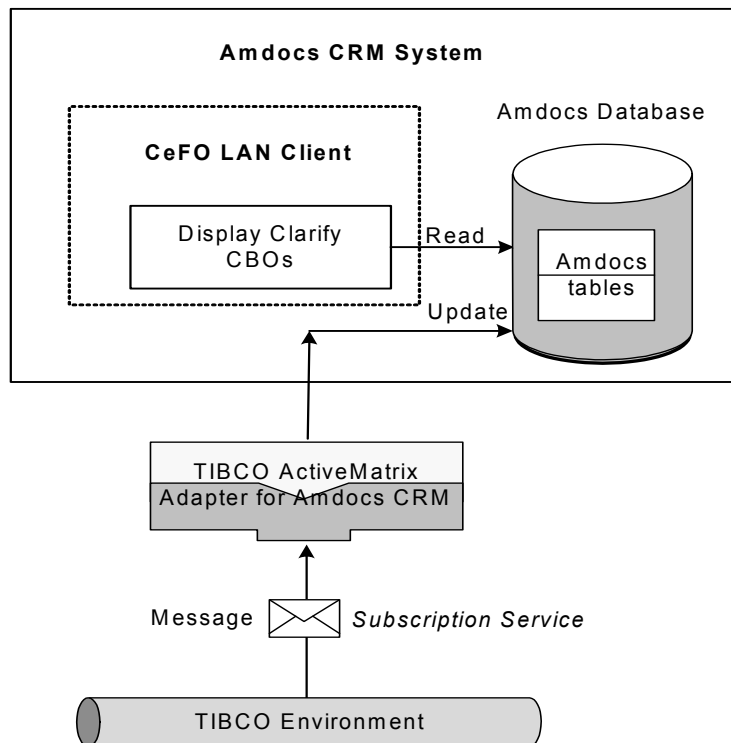 Amdocs CRM System
Amdocs Database
CeFO LAN Client
Display Clarify
CBOs
Read
Amdocs
tables
Update
TIBCO ActiveMatrix
Adapter for Amdocs CRM
Message
Subscription Service
TIBCO Environment